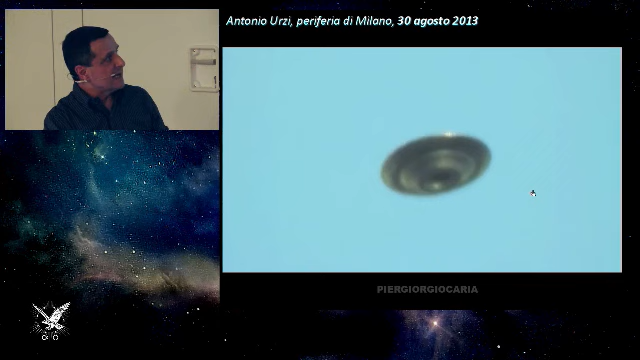 Antonio Urzi, periferia di Milano, 30 agosto 2013
PIERGIORGIOCARIA